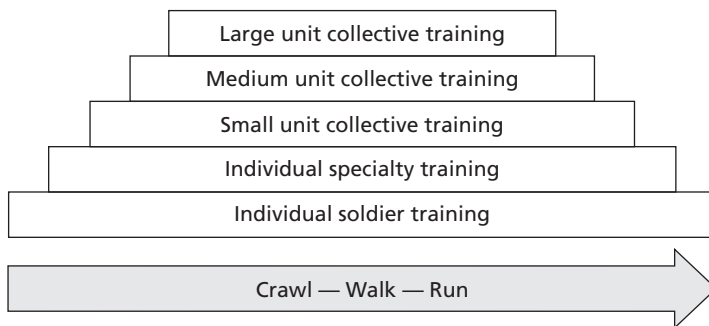 Large unit collective training
Medium unit collective training
Small unit collective training
Individual specialty training
Individual soldier training
Crawl — Walk — Run